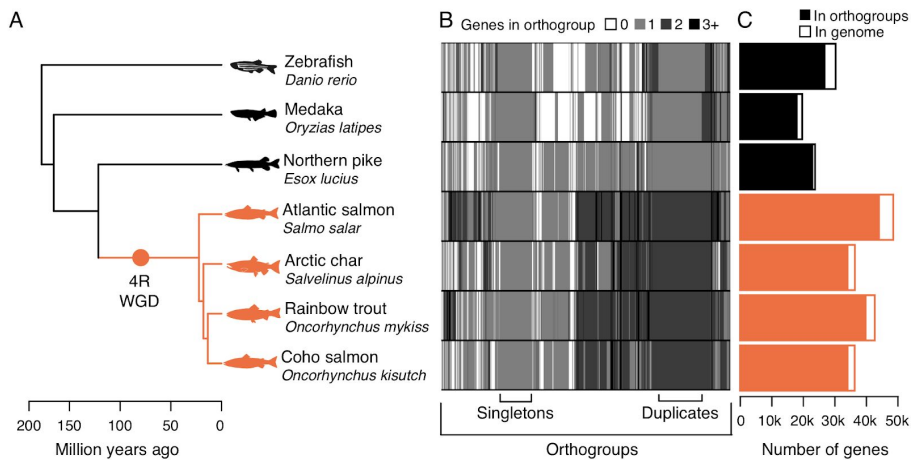 A
Zebrafish
Danio rerio
Medaka
Oryzias latipes
Northern pike
Esox lucius
Atlantic salmon
Salmo salar
Arctic char
Salvelinus alpinus
Rainbow trout
Oncorhynchus mykiss
Coho salmon
Oncorhynchus kisutch
4R
WGD
200 150 100 50 0
Million years ago
B
Genes in orthogroup 0 1 2 3+
Singletons
Duplicates
Orthogroups
C
In orthogroups
In genome
0 10k 20k 30k 40k 50k
Number of genes